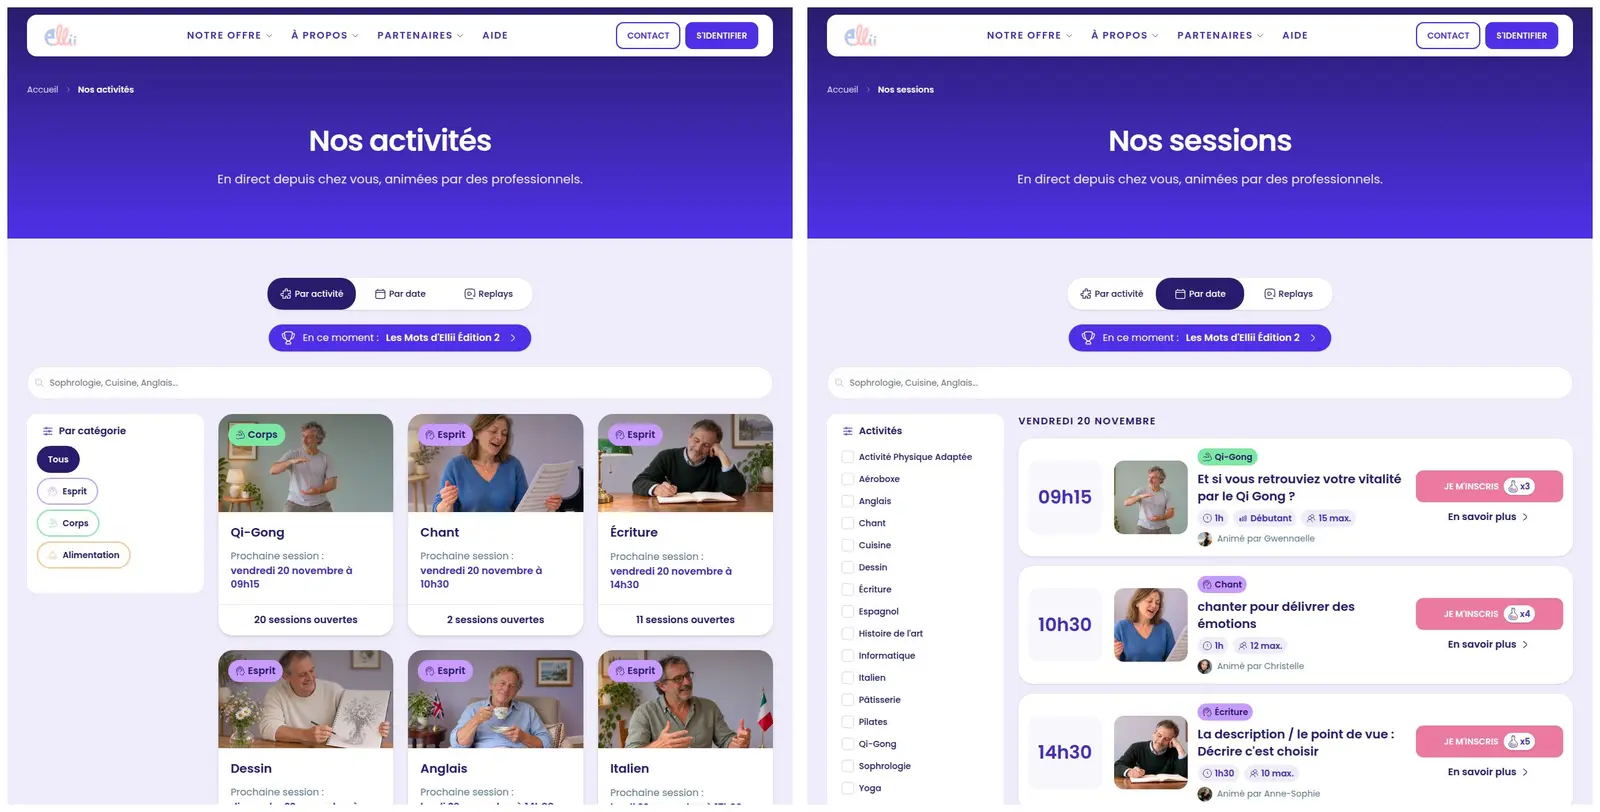 ellii
NOTRE OFFRE
À PROPOS
PARTENAIRES
AIDE
CONTACT
S'IDENTIFIER
Accueil > Nos activités
Nos activités
En direct depuis chez vous, animées par des professionnels.
Par activité
Par date
Replays
En ce moment : Les Mots d'Ellii Édition 2
Sophrologie, Cuisine, Anglais...
Par catégorie
Tous
Esprit
Corps
Alimentation
Corps
Qi-Gong
Prochaine session :
vendredi 20 novembre à
09h15
20 sessions ouvertes
Esprit
Chant
Prochaine session :
vendredi 20 novembre à
10h30
2 sessions ouvertes
Esprit
Écriture
Prochaine session :
vendredi 20 novembre à
14h30
11 sessions ouvertes
Esprit
Dessin
Prochaine session :
Esprit
Anglais
Prochaine session :
Esprit
Italien
Prochaine session :
ellii
NOTRE OFFRE
À PROPOS
PARTENAIRES
AIDE
CONTACT
S'IDENTIFIER
Accueil > Nos sessions
Nos sessions
En direct depuis chez vous, animées par des professionnels.
Par activité
Par date
Replays
En ce moment : Les Mots d'Ellii Édition 2
Sophrologie, Cuisine, Anglais...
Activités
Activité Physique Adaptée
Aéroboxe
Anglais
Chant
Cuisine
Dessin
Écriture
Espagnol
Histoire de l'art
Informatique
Italien
Pâtisserie
Pilates
Qi-Gong
Sophrologie
Yoga
VENDREDI 20 NOVEMBRE
09h15
Qi-Gong
Et si vous retrouviez votre vitalité
par le Qi Gong ?
1h
Débutant
15 max.
Animé par Gwennaelle
JE M'INSCRIS x3
En savoir plus
10h30
Chant
chanter pour délivrer des
émotions
1h
12 max.
Animé par Christelle
JE M'INSCRIS x4
En savoir plus
14h30
Écriture
La description / le point de vue :
Décrire c'est choisir
1h30
10 max.
Animé par Anne-Sophie
JE M'INSCRIS x5
En savoir plus